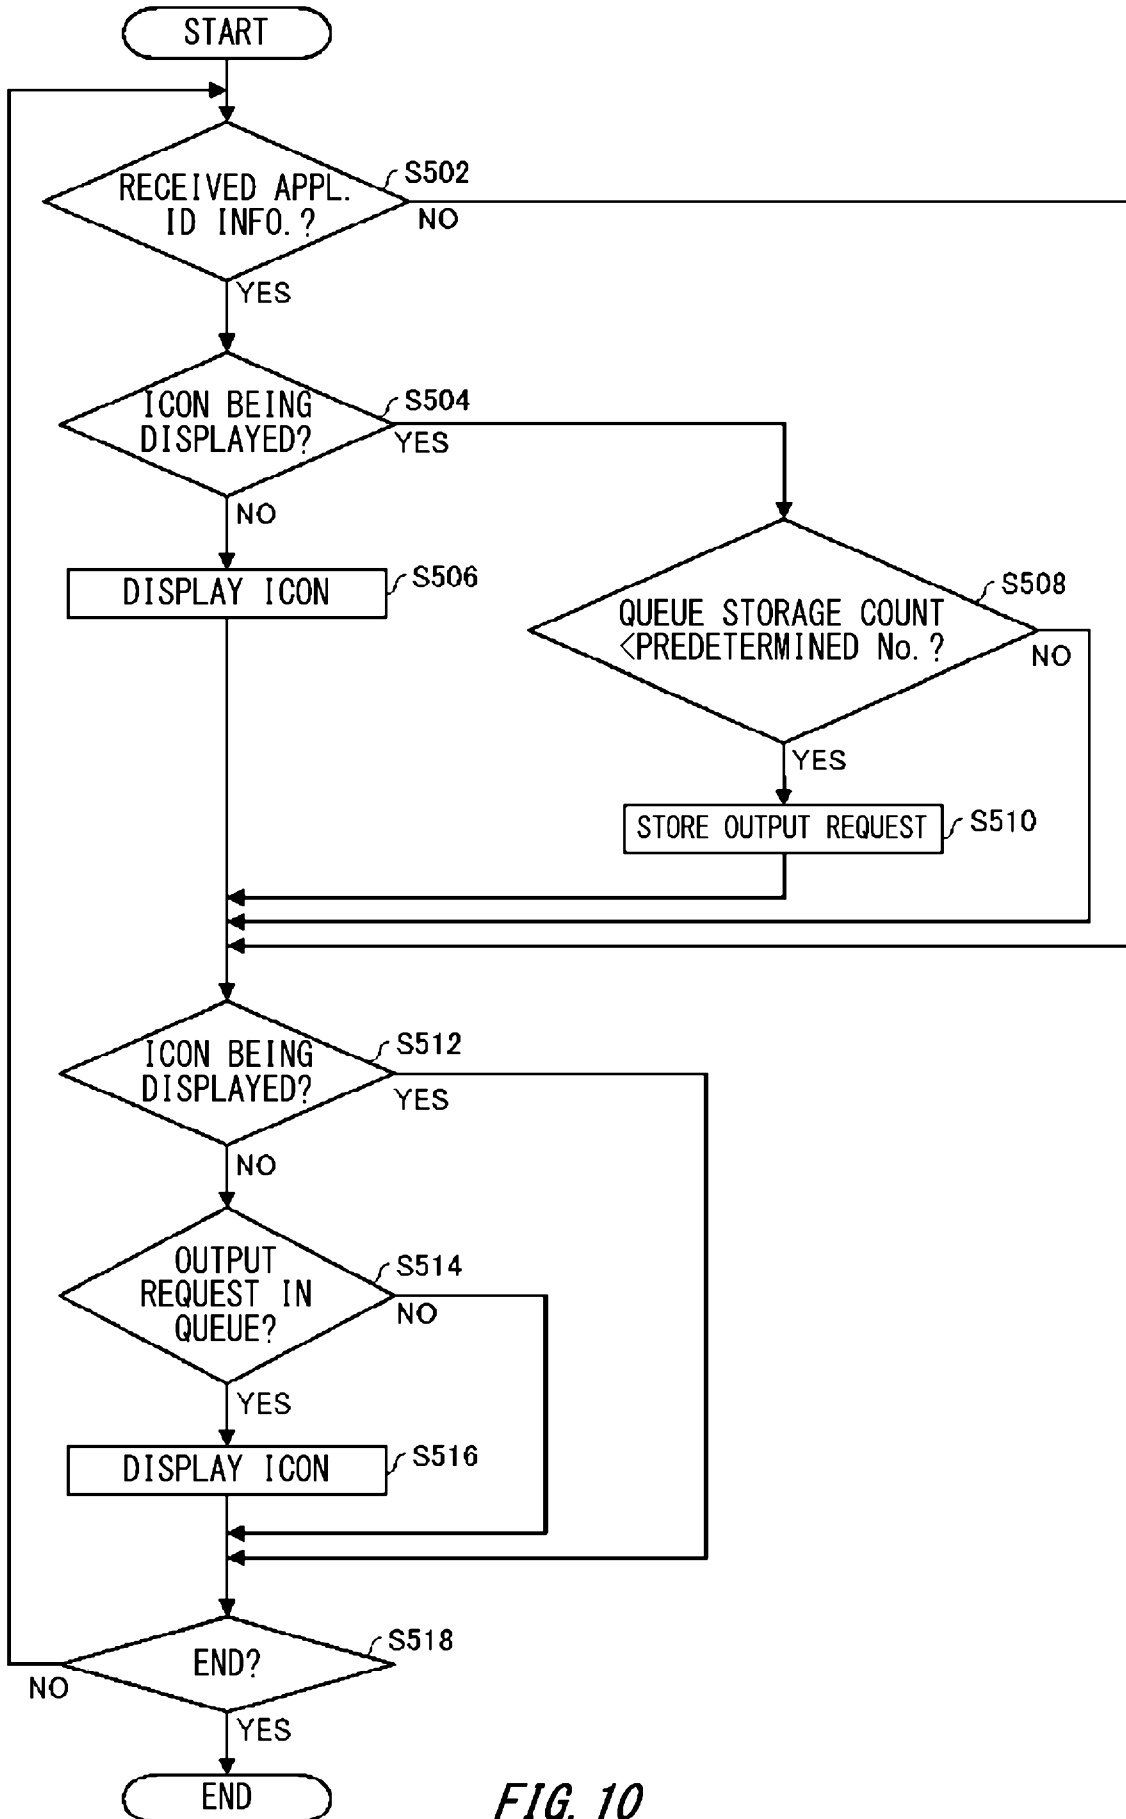 START
RECEIVED APPL.
ID INFO.?
S502
NO
YES
ICON BEING
DISPLAYED?
S504
YES
NO
DISPLAY ICON
S506
QUEUE STORAGE COUNT
<PREDETERMINED No.?
S508
NO
YES
STORE OUTPUT REQUEST
S510
ICON BEING
DISPLAYED?
S512
YES
NO
OUTPUT
REQUEST IN
QUEUE?
S514
NO
YES
DISPLAY ICON
S516
END?
S518
NO
YES
END
FIG. 10